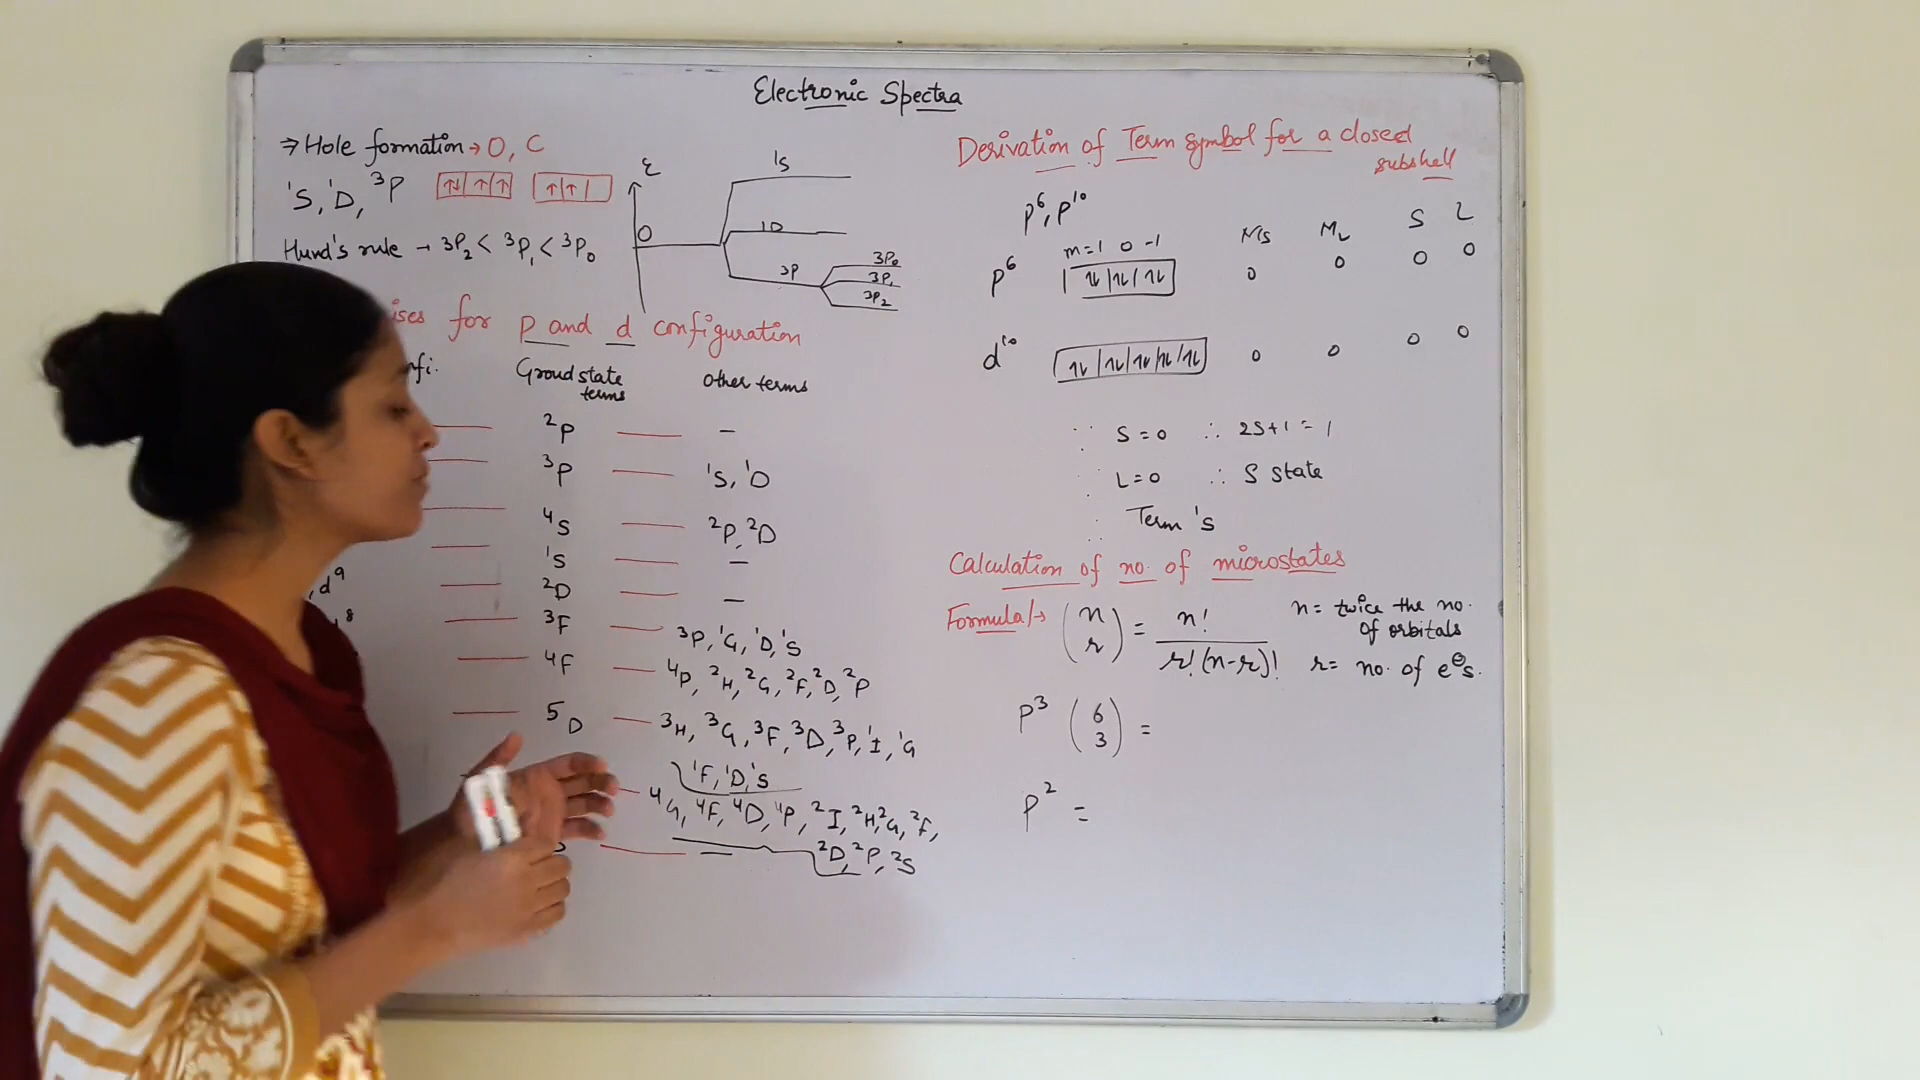 Electronic Spectra
⇒ Hole formation → O, C
¹S, ¹D, ³P
Hund's rule → 3P₂ < ³P₁ < ³P₀
E
O
¹S
1D
3P
3P₀
3P₁
3P₂
for p and d configuration
Groud state terms
Other terms
²P — –
³P — ¹S, ¹D
⁴S — ²P, ²D
¹S –
d⁹ — ²D — –
⁸ — ³F — ³P, ¹G, ¹D, ¹S
— ⁴F — ⁴P, ²H, ²G, ²F, ²D, ²P
— ⁵D — ³H, ³G, ³F, ³D, ³P, ¹I, ¹G
¹F, ¹D, ¹S
— ⁴G, ⁴F, ⁴D, ⁴P, ²I, ²H, ²G, ²F,
²D, ²P, ²S
— –
Derivation of Term symbol for a closed
subshell
p⁶, p¹⁰
m=1 0 -1
Ms ML S L
p⁶ |⇅|⇅|⇅| 0 0 0 0
d¹⁰ |⇅|⇅|⇅|⇅|⇅| 0 0 0 0
∵ S = 0 ∴ 2S+1 = 1
∵ L = 0 ∴ S state
∴ Term ¹S
Calculation of no. of microstates
Formula/→ (n r) = n! / r! (n-r)!
n = twice the no. of orbitals
r = no. of e⊖s.
p³ (6 3) =
p² =